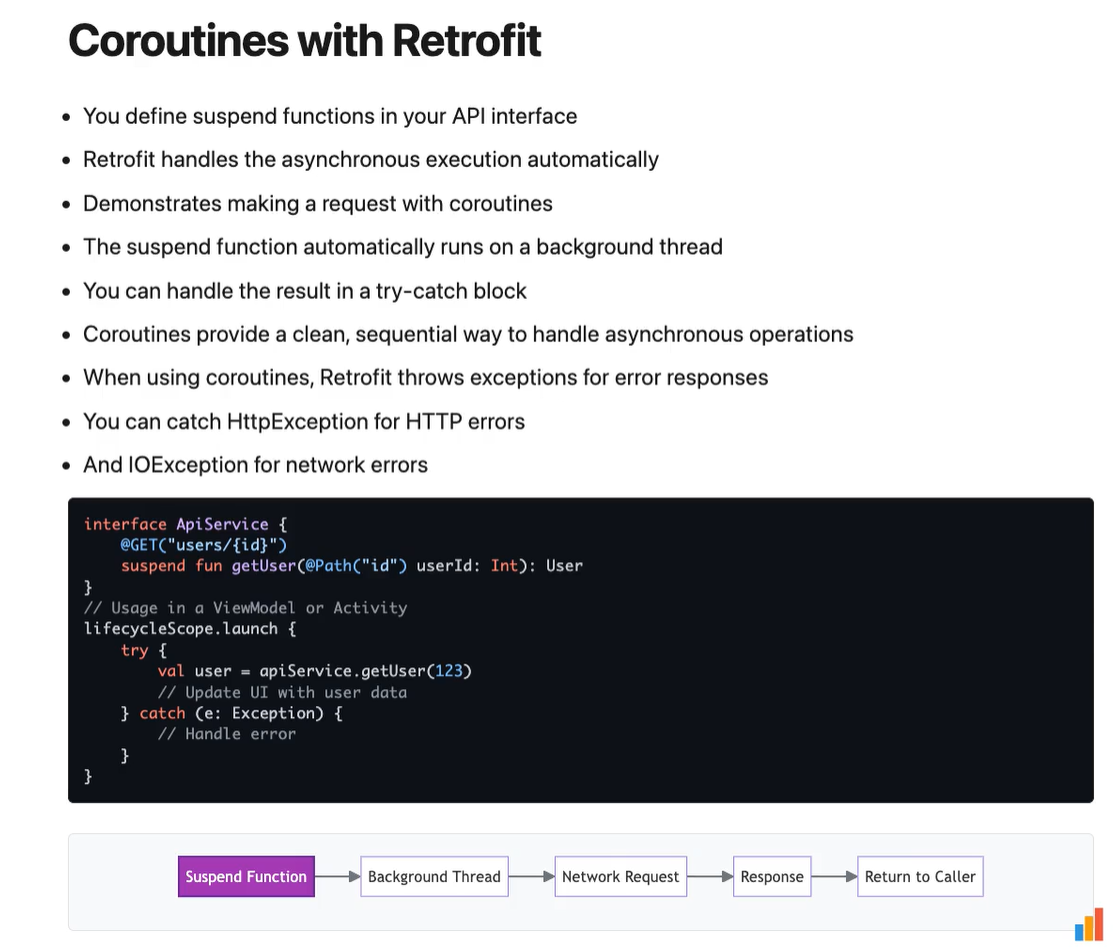 Coroutines with Retrofit
• You define suspend functions in your API interface
• Retrofit handles the asynchronous execution automatically
• Demonstrates making a request with coroutines
• The suspend function automatically runs on a background thread
• You can handle the result in a try-catch block
• Coroutines provide a clean, sequential way to handle asynchronous operations
• When using coroutines, Retrofit throws exceptions for error responses
• You can catch HttpException for HTTP errors
• And IOException for network errors
interface ApiService {
    @GET("users/{id}")
    suspend fun getUser(@Path("id") userId: Int): User
}
// Usage in a ViewModel or Activity
lifecycleScope.launch {
    try {
        val user = apiService.getUser(123)
        // Update UI with user data
    } catch (e: Exception) {
        // Handle error
    }
}
Suspend Function
Background Thread
Network Request
Response
Return to Caller